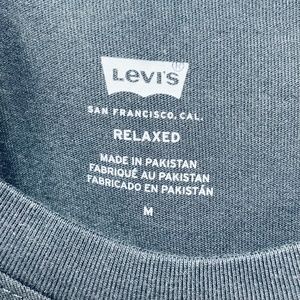 LEVI'S
SAN FRANCISCO, CAL.
RELAXED
MADE IN PAKISTAN
FABRIQUÉ AU PAKISTAN
FABRICADO EN PAKISTÁN
M